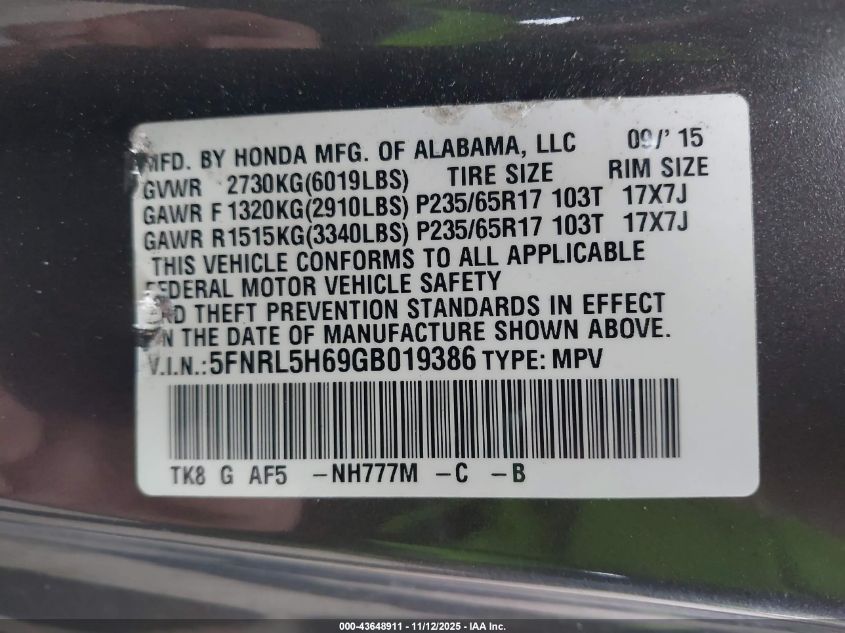 MFD. BY HONDA MFG. OF ALABAMA, LLC 09/' 15
GVWR 2730KG(6019LBS) TIRE SIZE RIM SIZE
GAWR F 1320KG(2910LBS) P235/65R17 103T 17X7J
GAWR R1515KG(3340LBS) P235/65R17 103T 17X7J
THIS VEHICLE CONFORMS TO ALL APPLICABLE
FEDERAL MOTOR VEHICLE SAFETY
AND THEFT PREVENTION STANDARDS IN EFFECT
ON THE DATE OF MANUFACTURE SHOWN ABOVE.
V.I.N.:5FNRL5H69GB019386 TYPE: MPV
TK8 G AF5 -NH777M -C -B
000-43648911 - 11/12/2025 - IAA Inc.